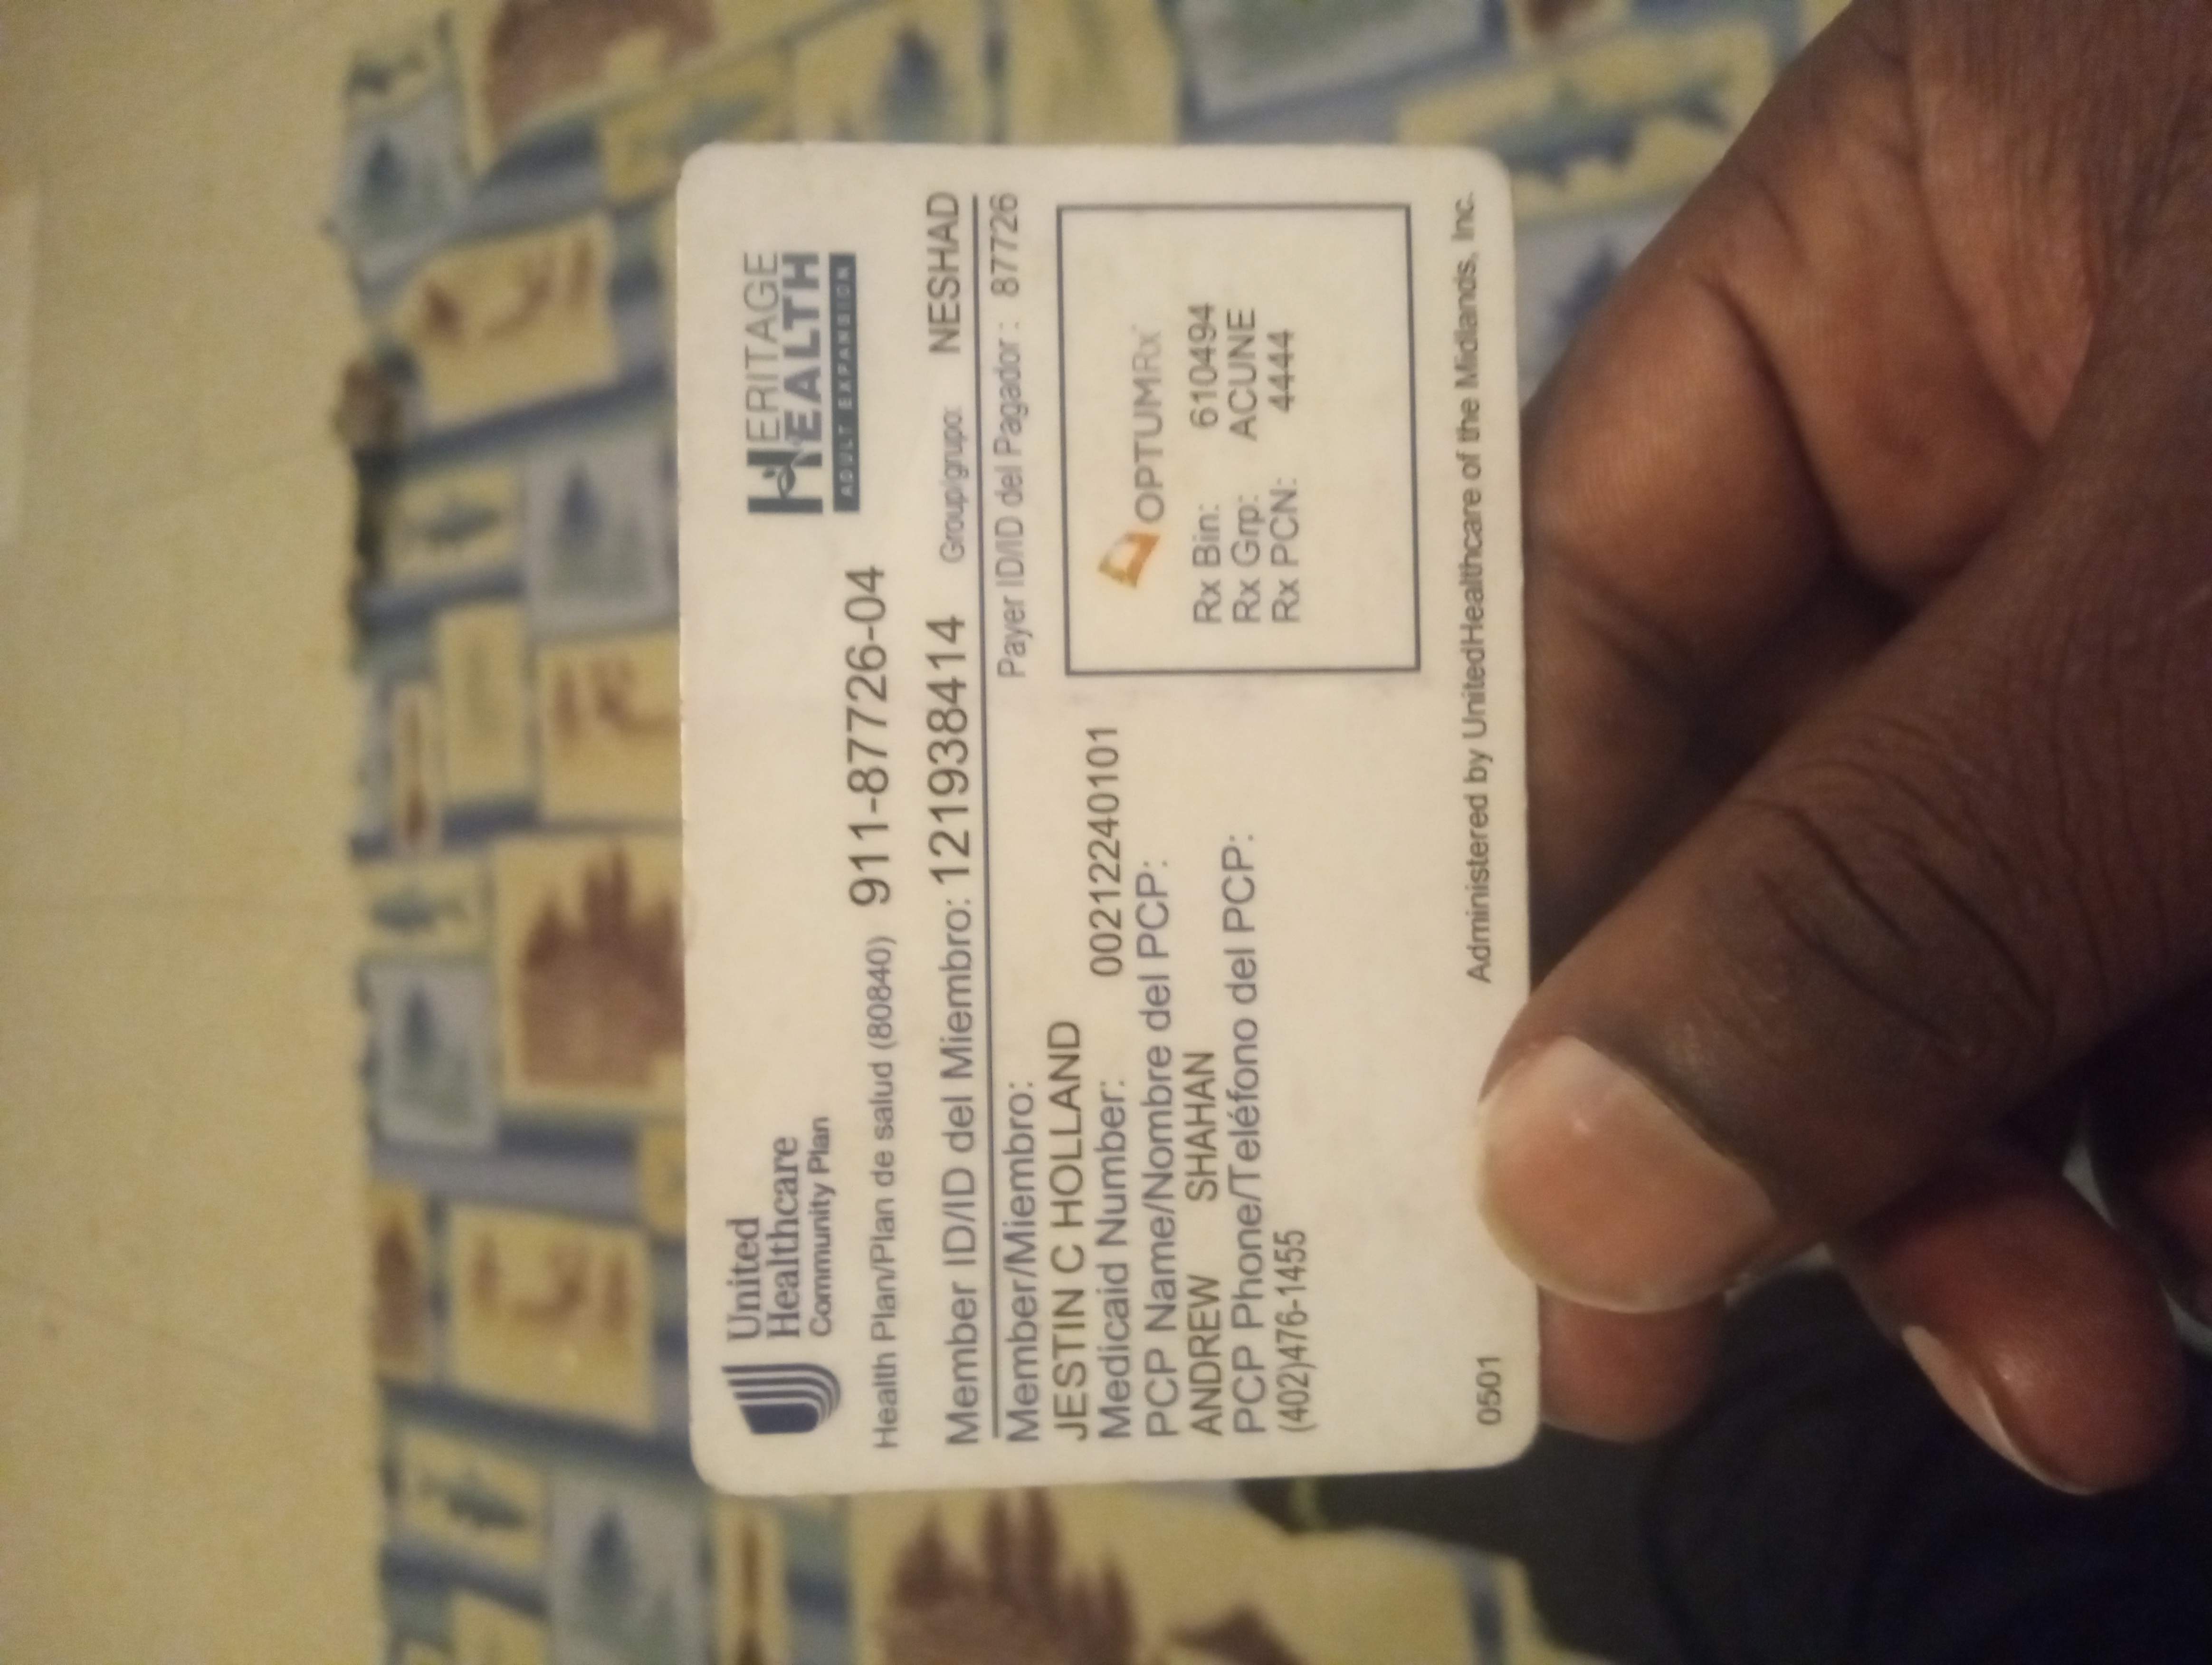 United
Healthcare
Community Plan
HERITAGE
HEALTH
ADULT EXPANSION
Health Plan/Plan de salud (80840) 911-87726-04
Member ID/ID del Miembro: 121938414 Group/grupo: NESHAD
Member/Miembro:
JESTIN C HOLLAND
Medicaid Number: 00212240101
PCP Name/Nombre del PCP:
ANDREW SHAHAN
PCP Phone/Teléfono del PCP:
(402)476-1455
Payer ID/ID del Pagador: 87726
OPTUMRx
Rx Bin: 610494
Rx Grp: ACUNE
Rx PCN: 4444
0501
Administered by UnitedHealthcare of the Midlands, Inc.